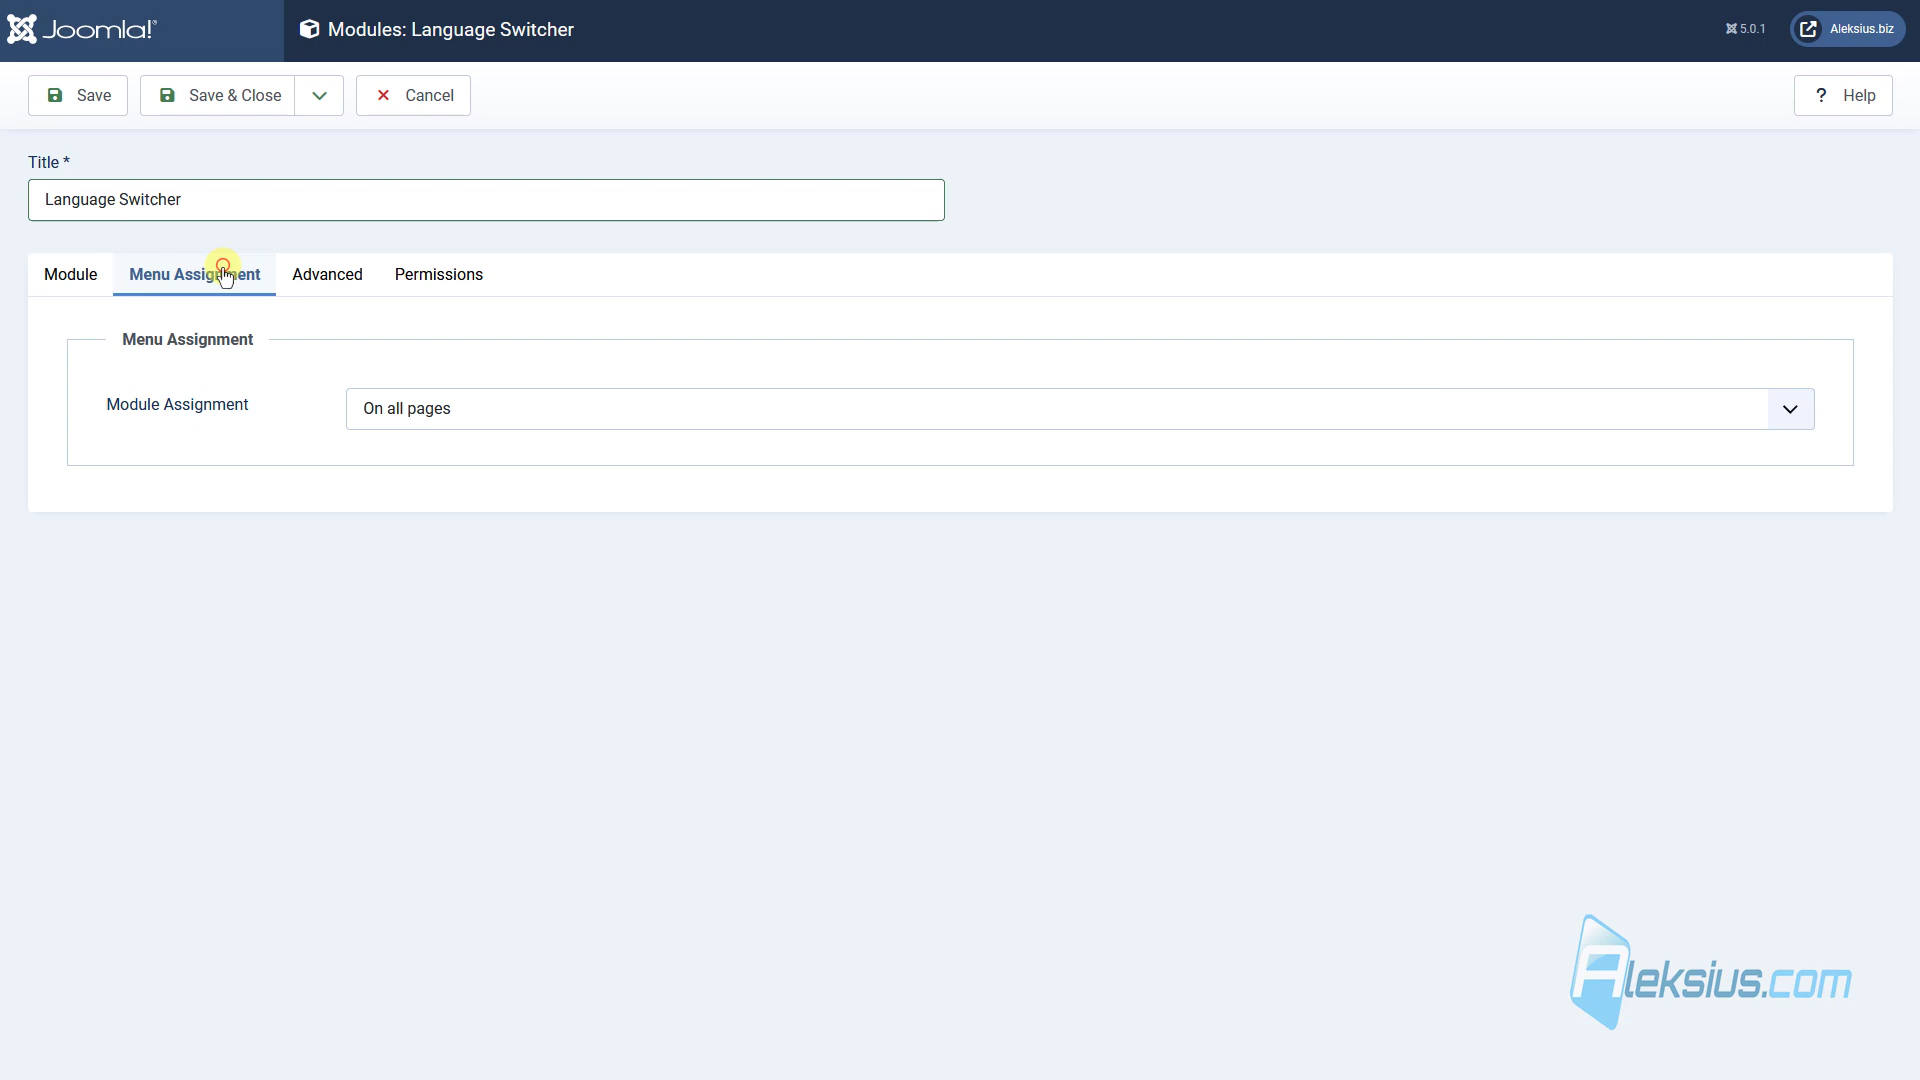 Joomla!
Modules: Language Switcher
5.0.1
Aleksius.biz
Save
Save & Close
Cancel
? Help
Title *
Language Switcher
Module
Menu Assignment
Advanced
Permissions
Menu Assignment
Module Assignment
On all pages
Aleksius.com